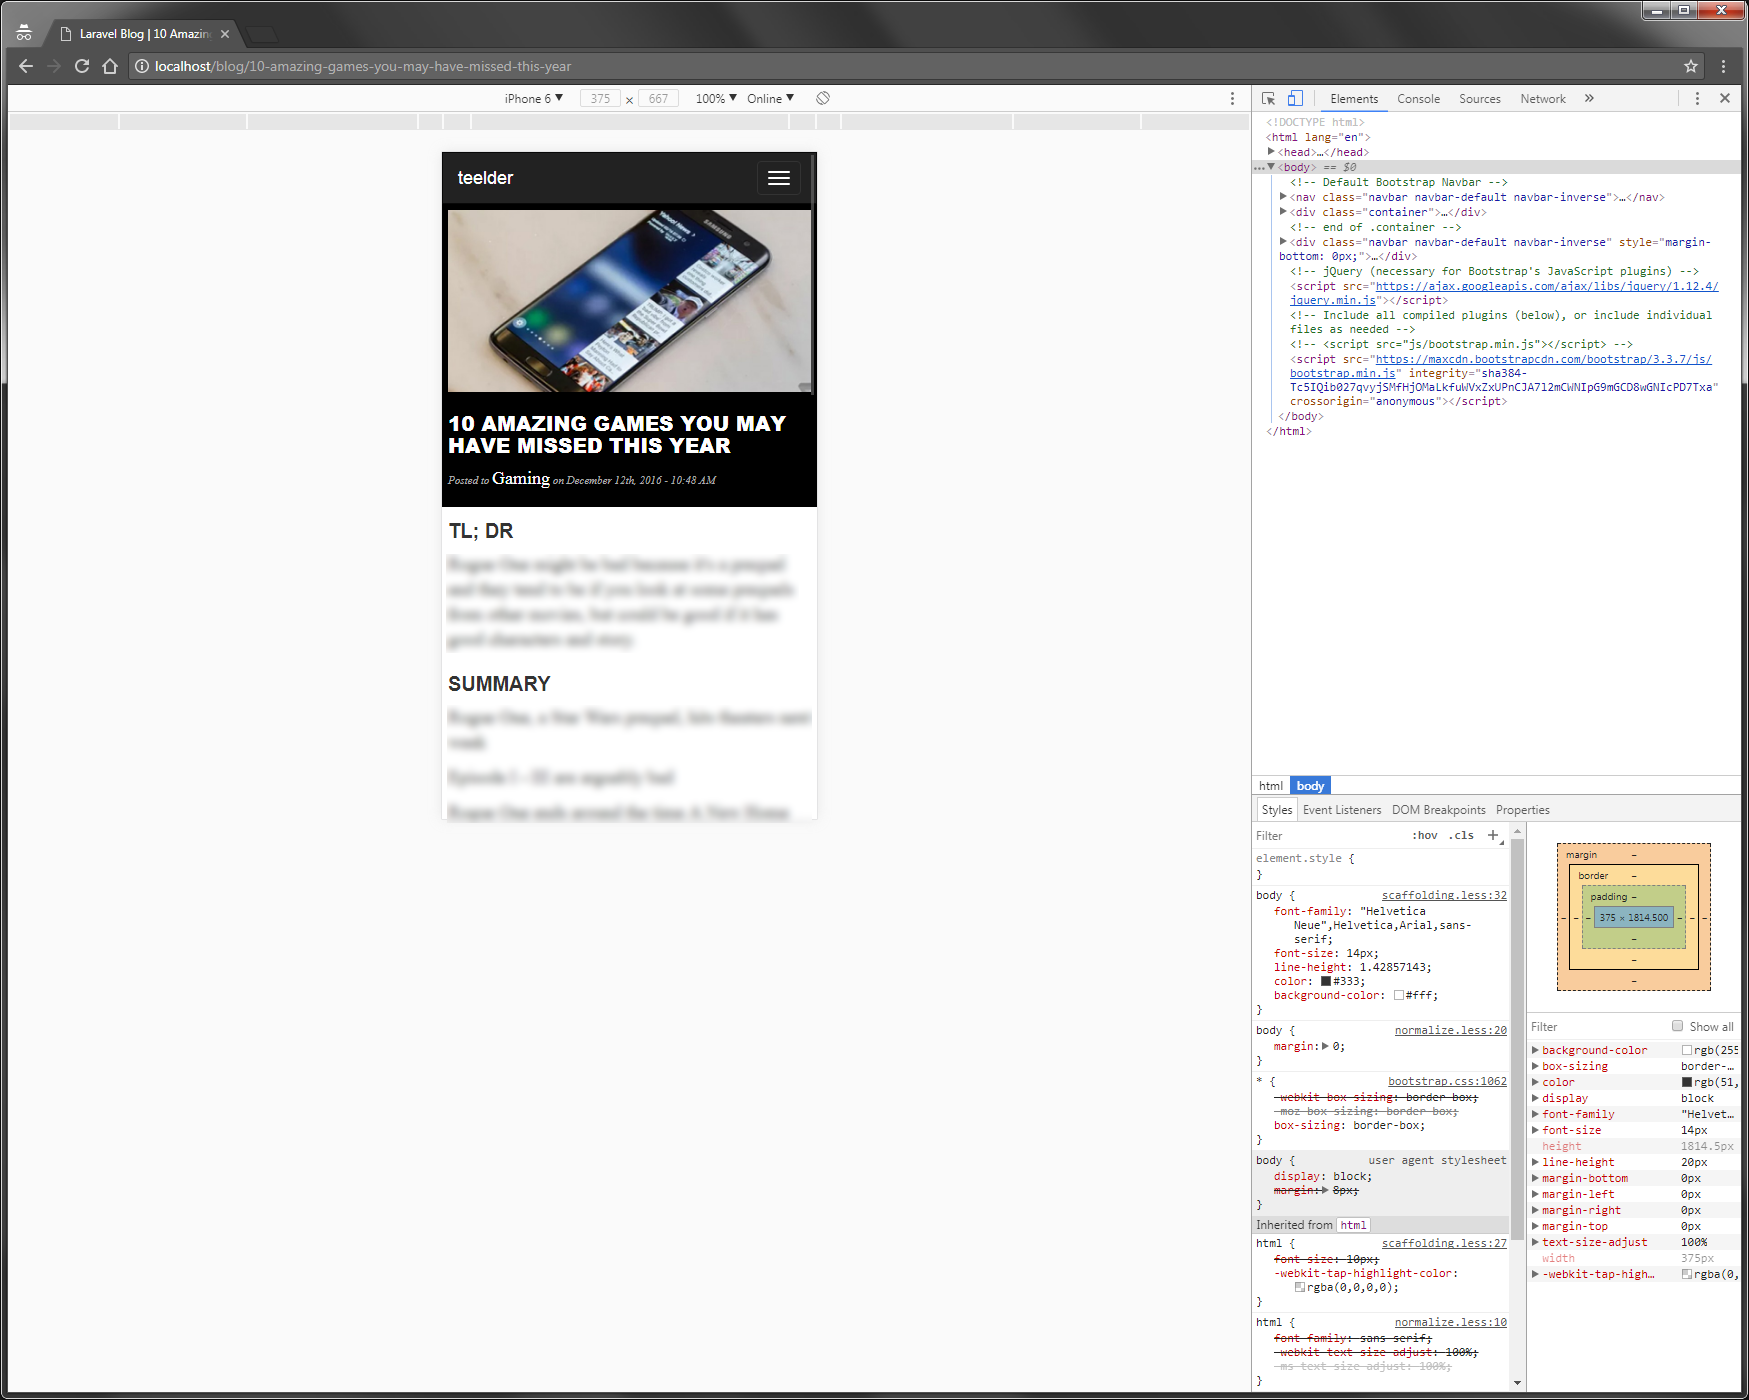 Laravel Blog | 10 Amazin
localhost/blog/10-amazing-games-you-may-have-missed-this-year
iPhone 6 ▼ 375 × 667 100% ▼ Online ▼
teelder
Yahoo News
SAMSUNG
10 AMAZING GAMES YOU MAY
HAVE MISSED THIS YEAR
Posted to Gaming on December 12th, 2016 - 10:48 AM
TL; DR
SUMMARY
Elements Console Sources Network »
<!DOCTYPE html>
<html lang="en">
<head>…</head>
<body> == $0
<!-- Default Bootstrap Navbar -->
<nav class="navbar navbar-default navbar-inverse">…</nav>
<div class="container">…</div>
<!-- end of .container -->
<div class="navbar navbar-default navbar-inverse" style="margin-
bottom: 0px;">…</div>
<!-- jQuery (necessary for Bootstrap's JavaScript plugins) -->
<script src="https://ajax.googleapis.com/ajax/libs/jquery/1.12.4/
jquery.min.js"></script>
<!-- Include all compiled plugins (below), or include individual
files as needed -->
<!-- <script src="js/bootstrap.min.js"></script> -->
<script src="https://maxcdn.bootstrapcdn.com/bootstrap/3.3.7/js/
bootstrap.min.js" integrity="sha384-
Tc5IQib027qvyjSMfHjOMaLkfuWVxZxUPnCJA7l2mCWNIpG9mGCD8wGNIcPD7Txa"
crossorigin="anonymous"></script>
</body>
</html>
html body
Styles Event Listeners DOM Breakpoints Properties
Filter :hov .cls +
element.style {
}
body { scaffolding.less:32
font-family: "Helvetica
Neue",Helvetica,Arial,sans-
serif;
font-size: 14px;
line-height: 1.42857143;
color: #333;
background-color: #fff;
}
body { normalize.less:20
margin: 0;
}
* { bootstrap.css:1062
-webkit-box-sizing: border-box;
-moz-box-sizing: border-box;
box-sizing: border-box;
}
body { user agent stylesheet
display: block;
margin: 8px;
}
Inherited from html
html { scaffolding.less:27
font-size: 10px;
-webkit-tap-highlight-color:
rgba(0,0,0,0);
}
html { normalize.less:10
font-family: sans-serif;
-webkit-text-size-adjust: 100%;
-ms-text-size-adjust: 100%;
}
margin –
border –
padding –
– – – 375 × 1814.500 – – –
–
–
–
Filter Show all
background-color rgb(255
box-sizing border-…
color rgb(51,
display block
font-family "Helvet…
font-size 14px
height 1814.5px
line-height 20px
margin-bottom 0px
margin-left 0px
margin-right 0px
margin-top 0px
text-size-adjust 100%
width 375px
-webkit-tap-high… rgba(0,